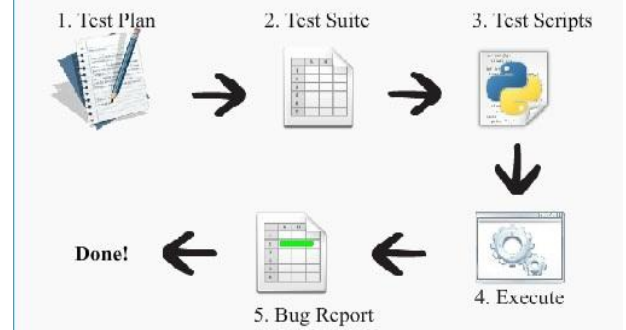 1. Test Plan
2. Test Suite
3. Test Scripts
4. Execute
5. Bug Report
Done!